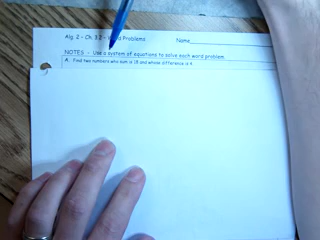 Alg. 2 - Ch. 3.2 - Word Problems Name
NOTES - Use a system of equations to solve each word problem.
A. Find two numbers who sum is 18 and whose difference is 4.